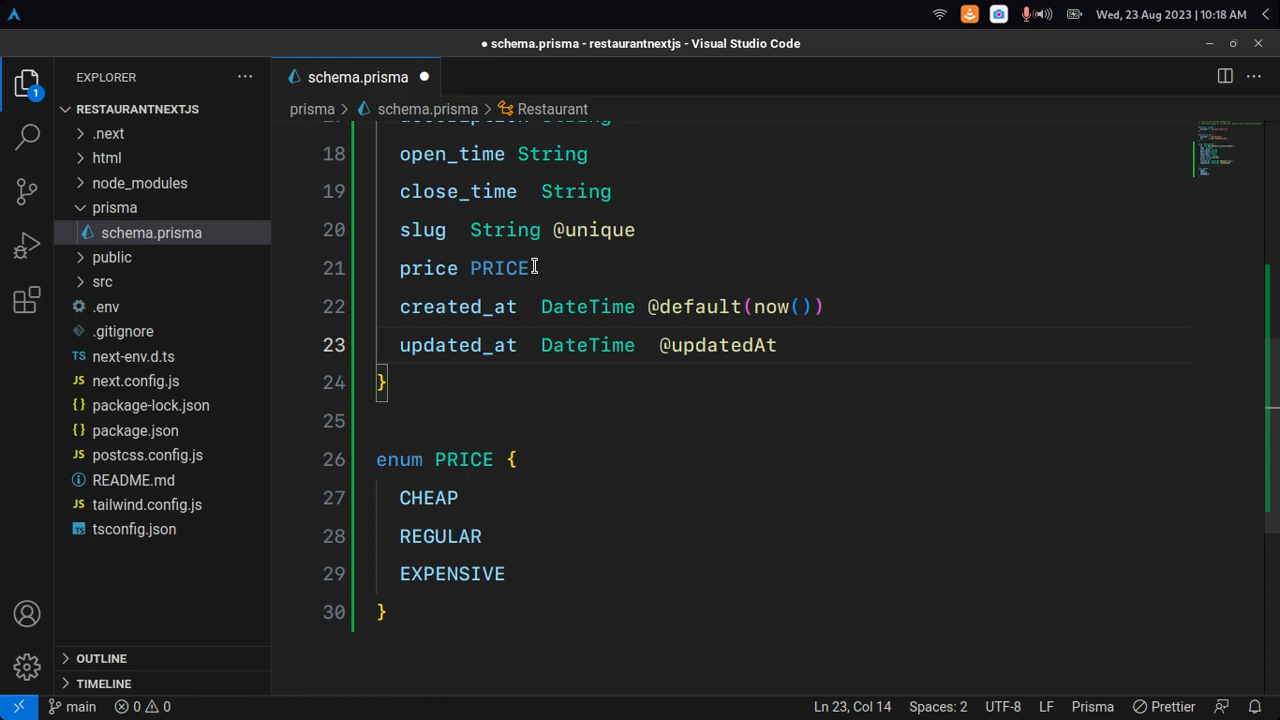 Wed, 23 Aug 2023 | 10:18 AM
● schema.prisma - restaurantnextjs - Visual Studio Code
EXPLORER
RESTAURANTNEXTJS
.next
html
node_modules
prisma
schema.prisma
public
src
.env
.gitignore
next-env.d.ts
next.config.js
package-lock.json
package.json
postcss.config.js
README.md
tailwind.config.js
tsconfig.json
OUTLINE
TIMELINE
1
schema.prisma ●
prisma > schema.prisma > Restaurant
17 description String
18 open_time String
19 close_time String
20 slug String @unique
21 price PRICE
22 created_at DateTime @default(now())
23 updated_at DateTime @updatedAt
24 }
25
26 enum PRICE {
27 CHEAP
28 REGULAR
29 EXPENSIVE
30 }
main 0 0 Ln 23, Col 14 Spaces: 2 UTF-8 LF Prisma Prettier